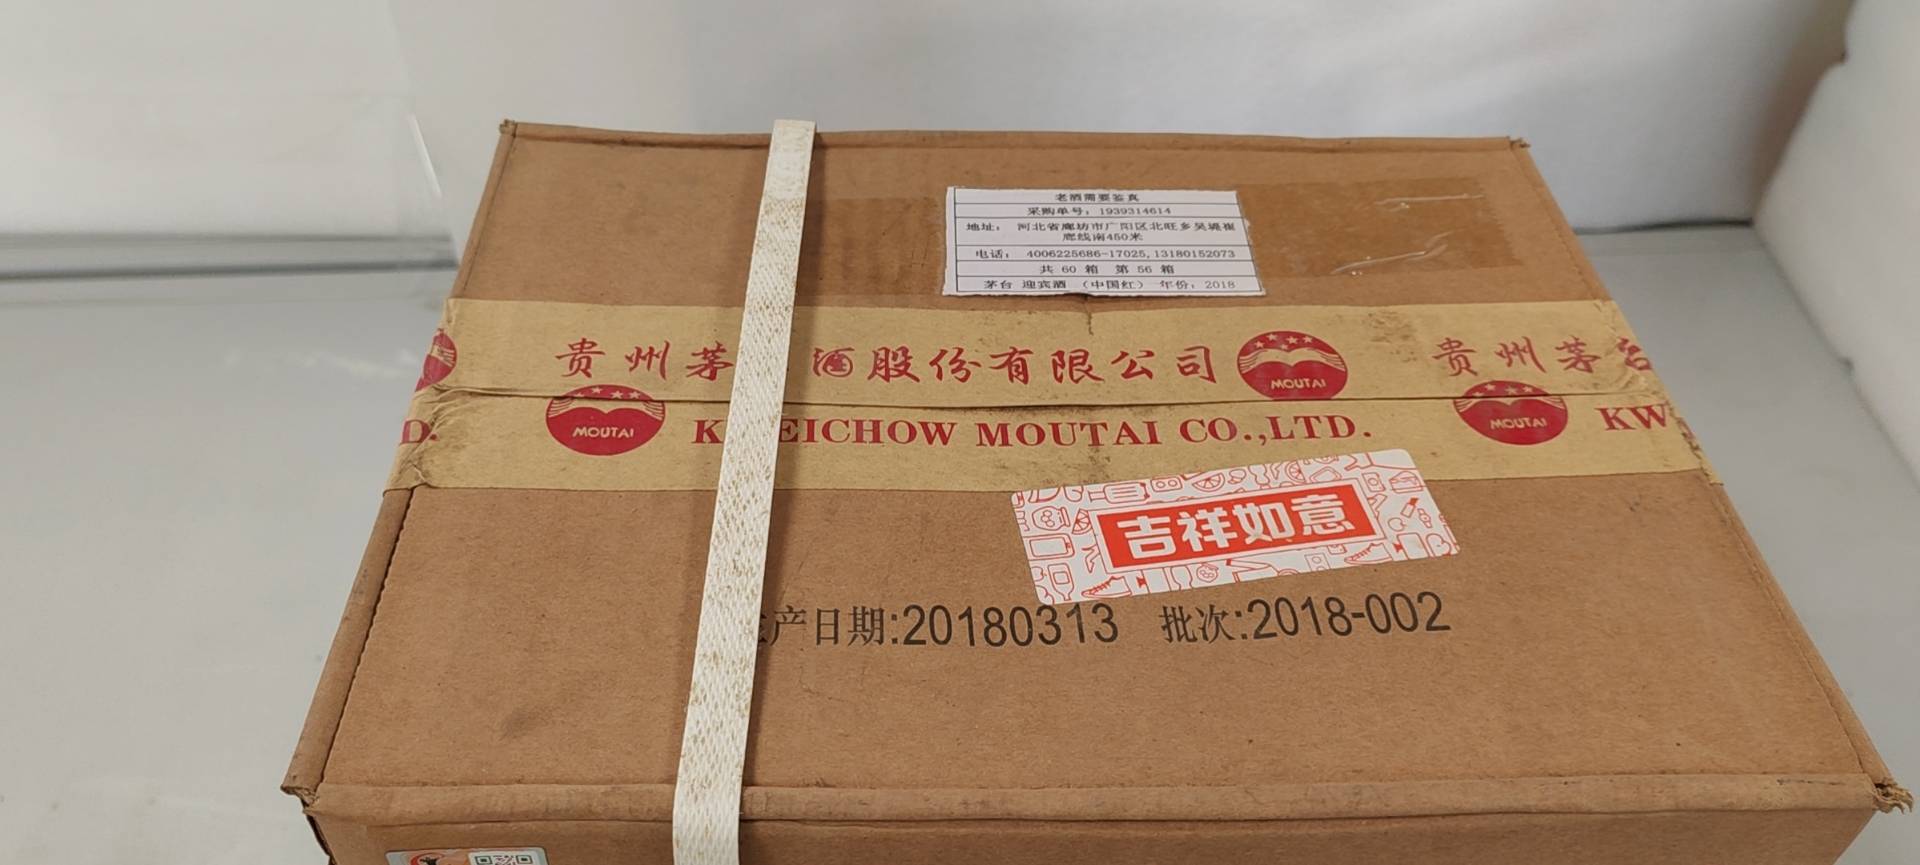 老酒需要鉴真
采购单号：1939314614
地址： 河北省廊坊市广阳区北旺乡吴堤崔
廊线南450米
电话： 4006225686-17025,13180152073
共 60 箱 第 56 箱
茅台 迎宾酒 （中国红） 年份：2018
贵州茅 酒股份有限公司 MOUTAI 贵州茅台
D. MOUTAI K EICHOW MOUTAI CO.,LTD. MOUTAI KW
吉祥如意
产日期:20180313 批次:2018-002